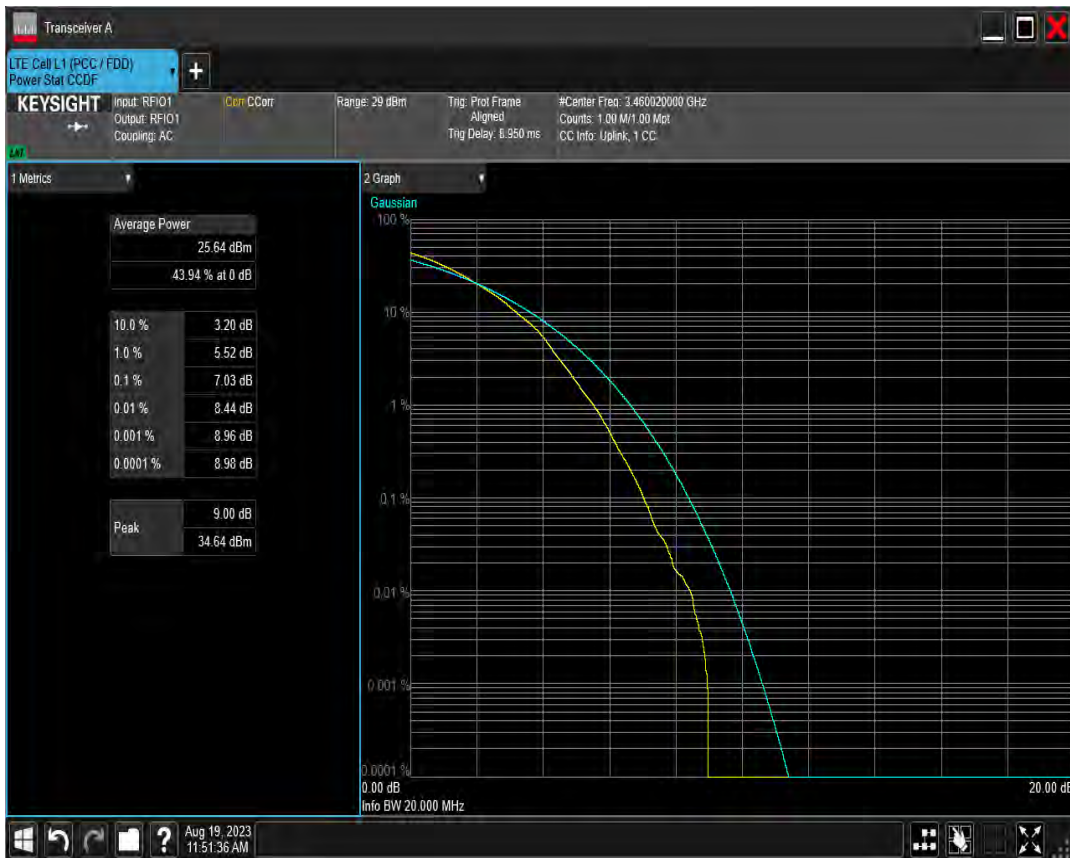 Transceiver A
LTE Cell L1 (PCC / FDD)
Power Stat CCDF
+
KEYSIGHT
Input: RFIO1
Output: RFIO1
Coupling: AC
Corr CCorr
Range: 29 dBm
Trig: Prot Frame
Aligned
Trig Delay: 8.950 ms
#Center Freq: 3.460020000 GHz
Counts: 1.00 M/1.00 Mpt
CC Info: Uplink, 1 CC
1 Metrics
Average Power
25.64 dBm
43.94 % at 0 dB
10.0 % 3.20 dB
1.0 % 5.52 dB
0.1 % 7.03 dB
0.01 % 8.44 dB
0.001 % 8.96 dB
0.0001 % 8.98 dB
Peak
9.00 dB
34.64 dBm
2 Graph
Gaussian
100 %
10 %
1 %
0.1 %
0.01 %
0.001 %
0.0001 %
0.00 dB
20.00 dB
Info BW 20.000 MHz
?
Aug 19, 2023
11:51:36 AM